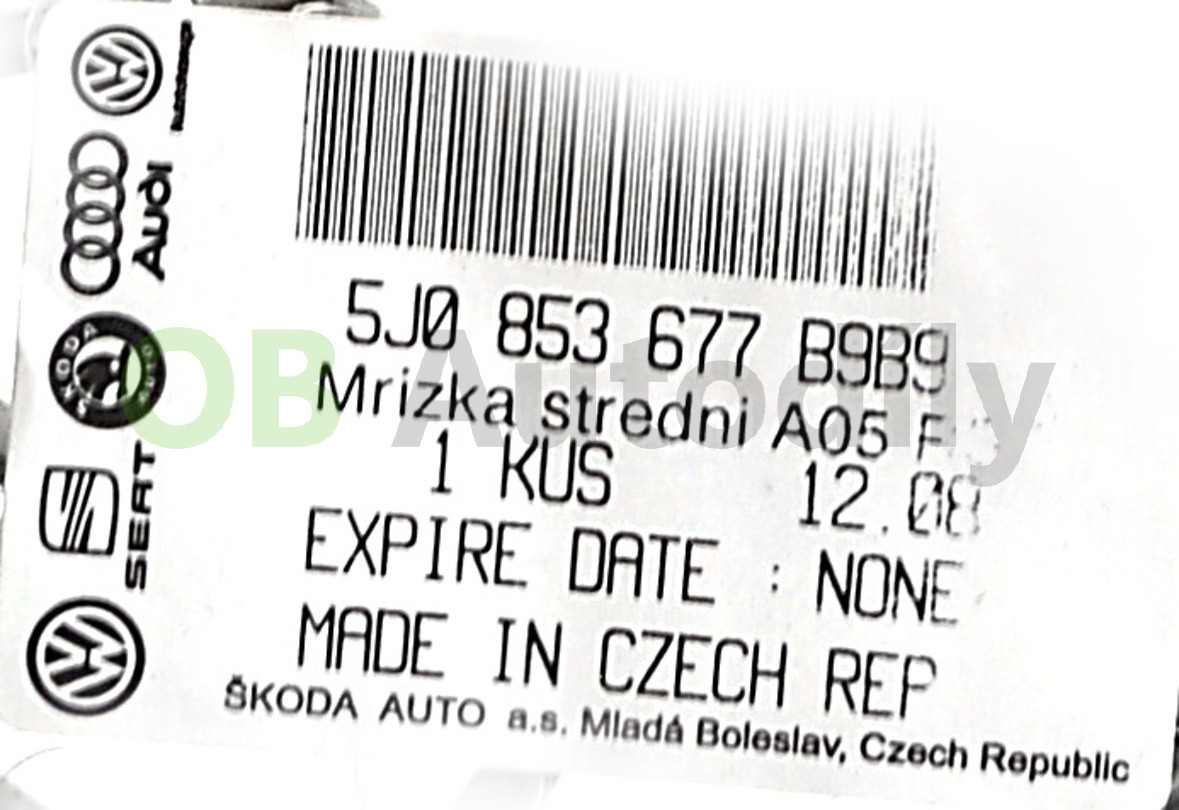 5J0 853 677 B9B9
Mrizka stredni A05 F
1 KUS 12.08
EXPIRE DATE : NONE
MADE IN CZECH REP
ŠKODA AUTO a.s. Mladá Boleslav, Czech Republic
Audi
ŠKODA
SEAT
OB Autodily